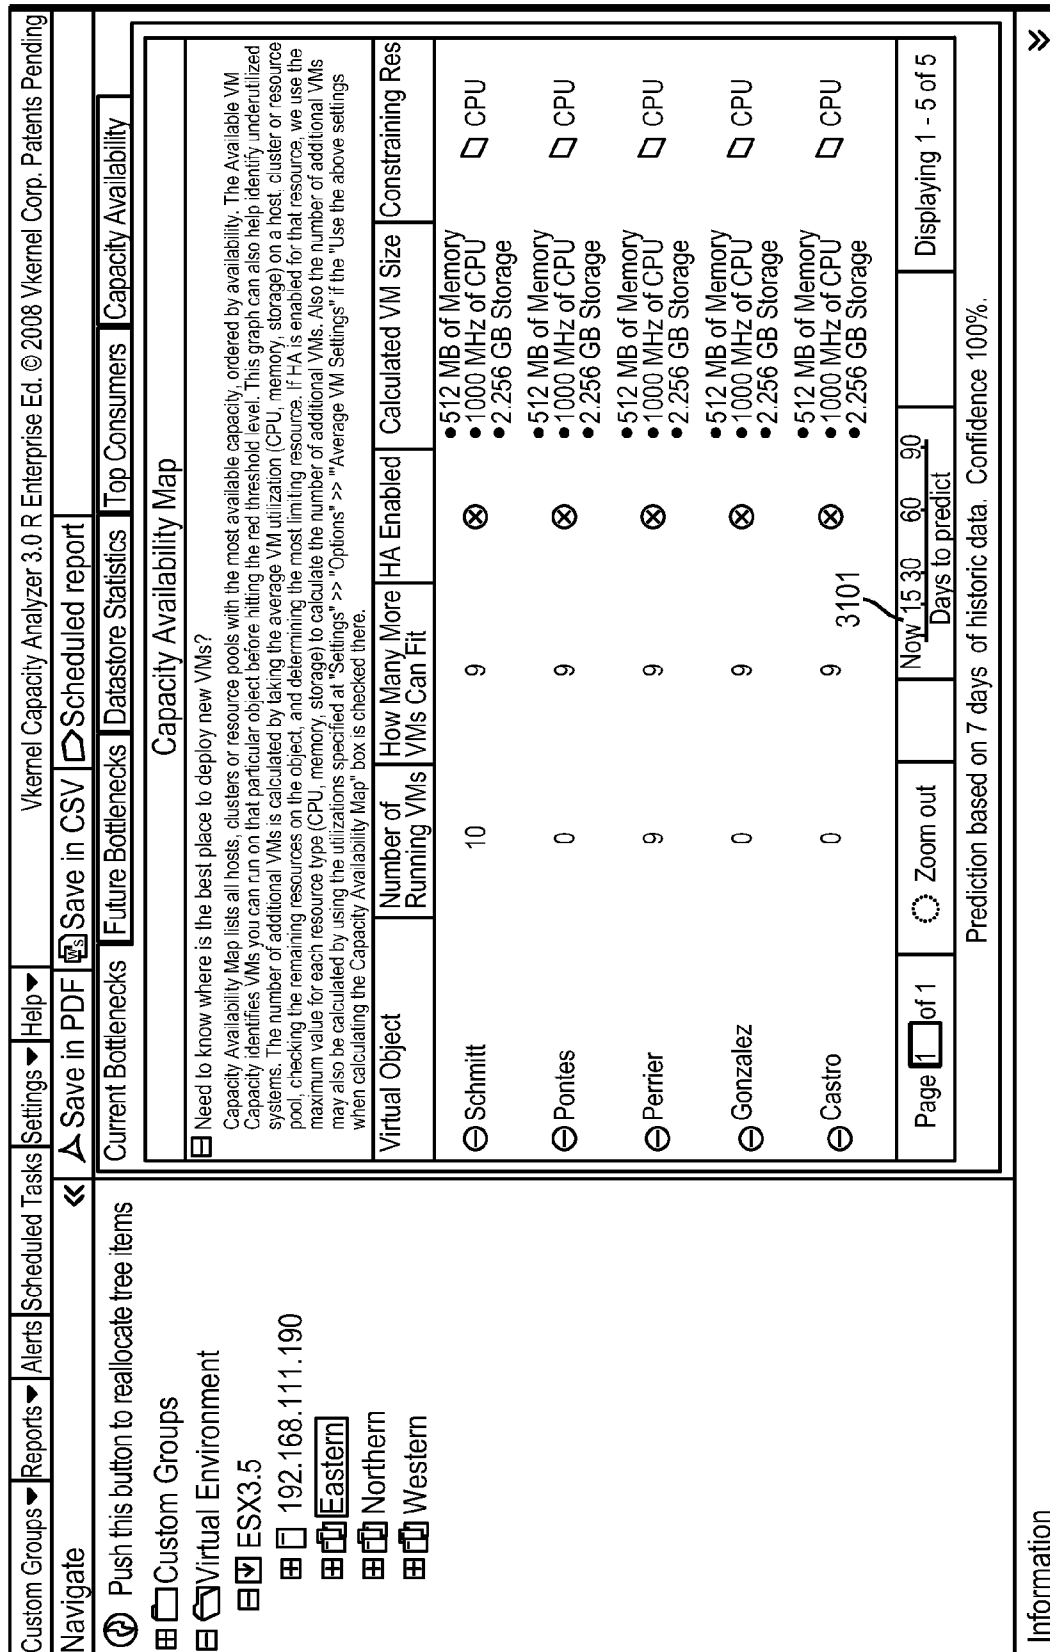 Vkernel Capacity Analyzer 3.0 R Enterprise Ed. © 2008 Vkernel Corp. Patents Pending
Custom Groups Reports Alerts Scheduled Tasks Settings Help
Navigate
Save in PDF Save in CSV Scheduled report
Push this button to reallocate tree items
Custom Groups
Virtual Environment
ESX3.5
192.168.111.190
Eastern
Northern
Western
Current Bottlenecks Future Bottlenecks Datastore Statistics Top Consumers Capacity Availability
Capacity Availability Map
Need to know where is the best place to deploy new VMs?
Capacity Availability Map lists all hosts, clusters or resource pools with the most available capacity, ordered by availability. The Available VM
Capacity identifies VMs you can run on that particular object before hitting the red threshold level. This graph can also help identify underutilized
systems. The number of additional VMs is calculated by taking the average VM utilization (CPU, memory, storage) on a host, cluster or resource
pool, checking the remaining resources on the object, and determining the most limiting resource. If HA is enabled for that resource, we use the
maximum value for each resource type (CPU, memory, storage) to calculate the number of additional VMs. Also the number of additional VMs
may also be calculated by using the utilizations specified at "Settings" >> "Options" >> "Average VM Settings" if the "Use the above settings
when calculating the Capacity Availability Map" box is checked there.
Virtual Object Number of Running VMs How Many More VMs Can Fit HA Enabled Calculated VM Size Constraining Res
Schmitt 10 9 •512 MB of Memory CPU
•1000 MHz of CPU
•2.256 GB Storage
Pontes 0 9 •512 MB of Memory CPU
•1000 MHz of CPU
•2.256 GB Storage
Perrier 9 9 •512 MB of Memory CPU
•1000 MHz of CPU
•2.256 GB Storage
Gonzalez 0 9 •512 MB of Memory CPU
•1000 MHz of CPU
•2.256 GB Storage
Castro 0 9 •512 MB of Memory CPU
•1000 MHz of CPU
•2.256 GB Storage
3101
Page 1 of 1 Zoom out Now 15 30 60 90 Displaying 1 - 5 of 5
Days to predict
Prediction based on 7 days of historic data. Confidence 100%.
Information